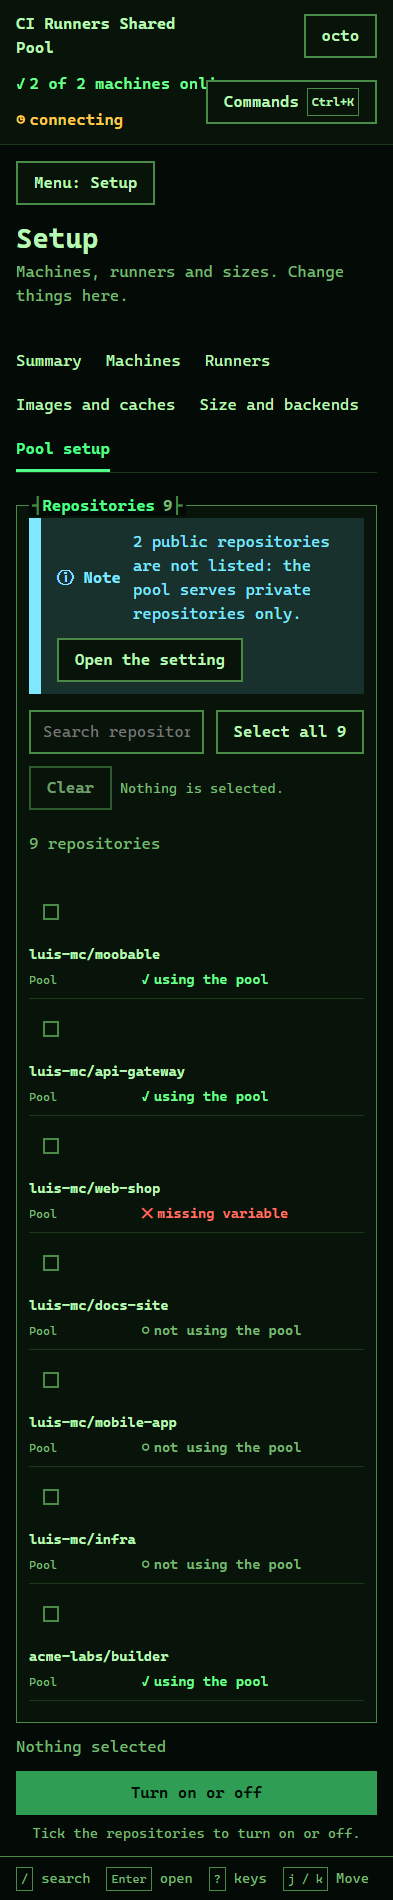 CI Runners Shared
Pool
octo
✓ 2 of 2 machines onli
Commands Ctrl+K
connecting
Menu: Setup
Setup
Machines, runners and sizes. Change
things here.
Summary Machines Runners
Images and caches Size and backends
Pool setup
Repositories 9
2 public repositories
are not listed: the
ⓘ Note
pool serves private
repositories only.
Open the setting
Search repositor
Select all 9
Clear
Nothing is selected.
9 repositories
luis-mc/moobable
Pool ✓ using the pool
luis-mc/api-gateway
Pool ✓ using the pool
luis-mc/web-shop
Pool ✕ missing variable
luis-mc/docs-site
Pool ○ not using the pool
luis-mc/mobile-app
Pool ○ not using the pool
luis-mc/infra
Pool ○ not using the pool
acme-labs/builder
Pool ✓ using the pool
Nothing selected
Turn on or off
Tick the repositories to turn on or off.
/ search Enter open ? keys j / k Move